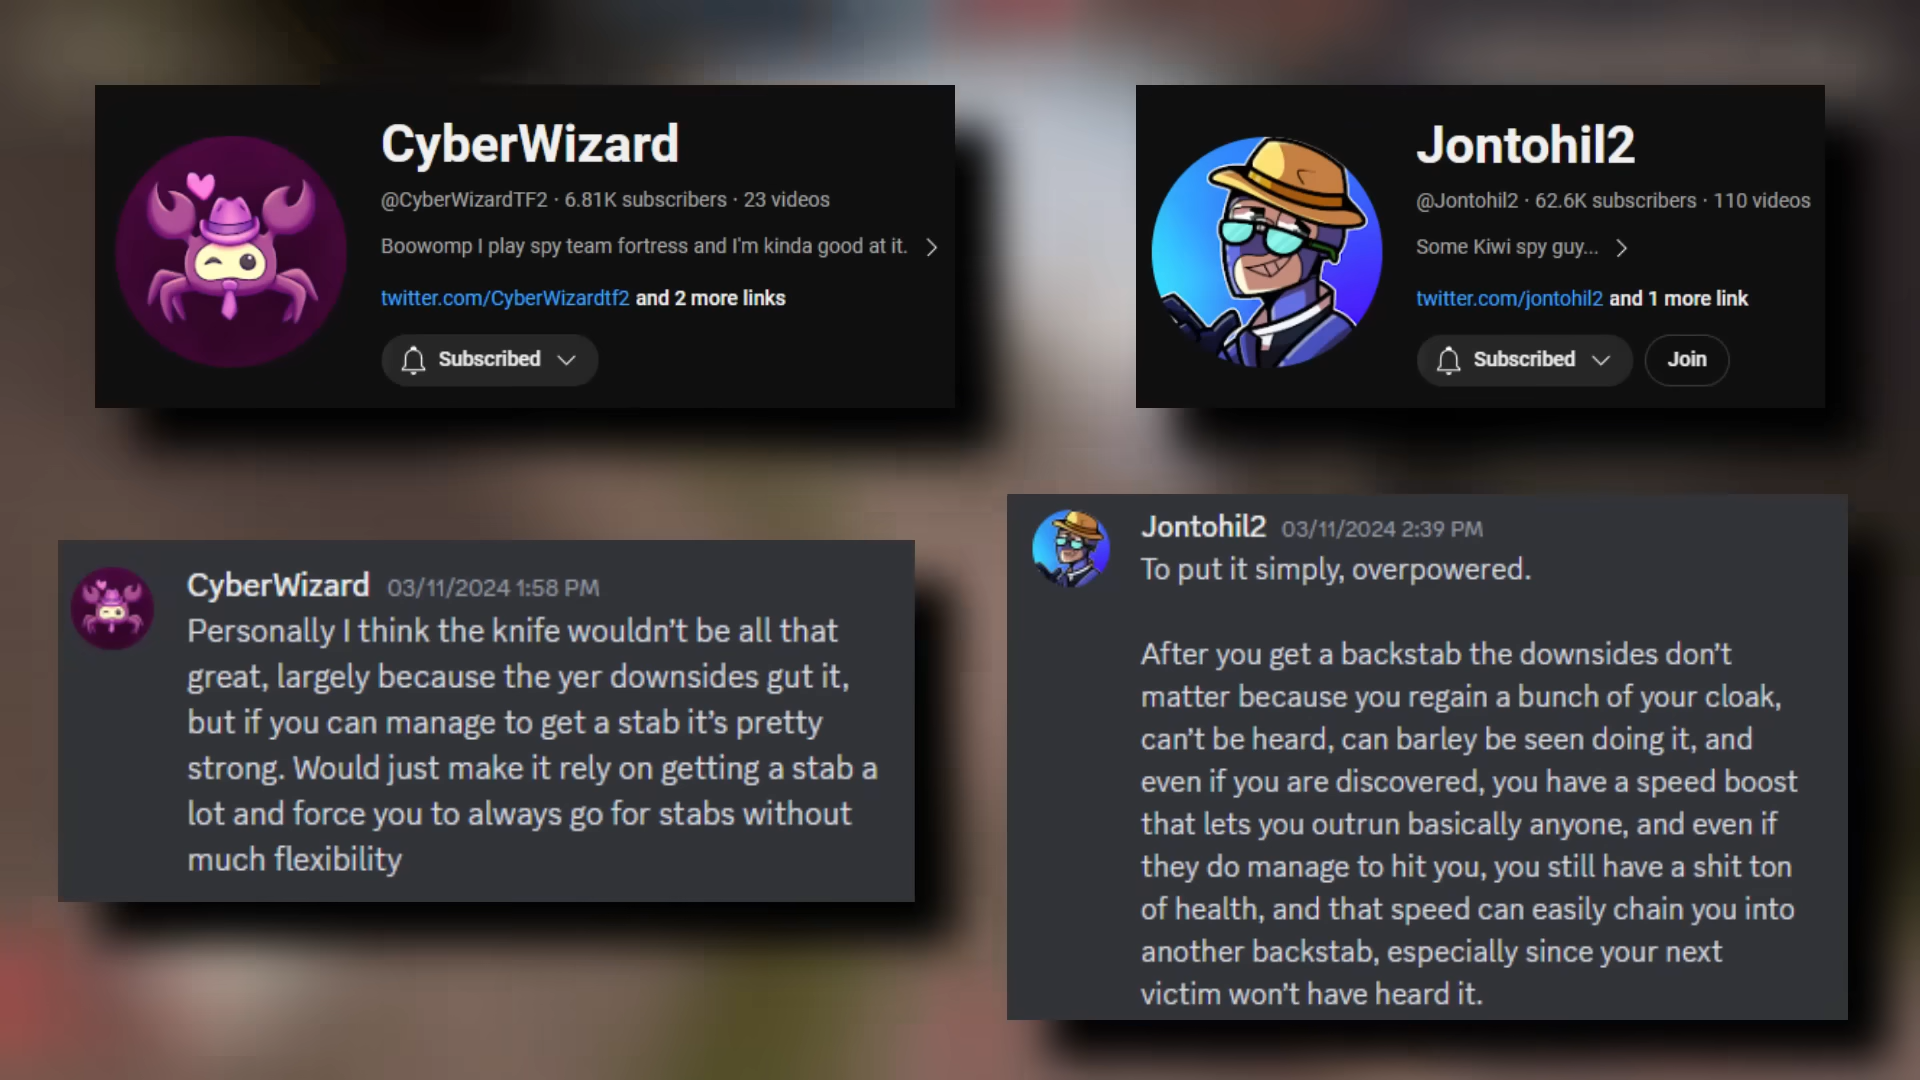 CyberWizard
@CyberWizardTF2 · 6.81K subscribers · 23 videos
Boowomp I play spy team fortress and I'm kinda good at it.
twitter.com/CyberWizardtf2 and 2 more links
Subscribed
Jontohil2
@Jontohil2 · 62.6K subscribers · 110 videos
Some Kiwi spy guy...
twitter.com/jontohil2 and 1 more link
Subscribed
Join
CyberWizard 03/11/2024 1:58 PM
Personally I think the knife wouldn't be all that
great, largely because the yer downsides gut it,
but if you can manage to get a stab it's pretty
strong. Would just make it rely on getting a stab a
lot and force you to always go for stabs without
much flexibility
Jontohil2 03/11/2024 2:39 PM
To put it simply, overpowered.
After you get a backstab the downsides don't
matter because you regain a bunch of your cloak,
can't be heard, can barley be seen doing it, and
even if you are discovered, you have a speed boost
that lets you outrun basically anyone, and even if
they do manage to hit you, you still have a shit ton
of health, and that speed can easily chain you into
another backstab, especially since your next
victim won't have heard it.